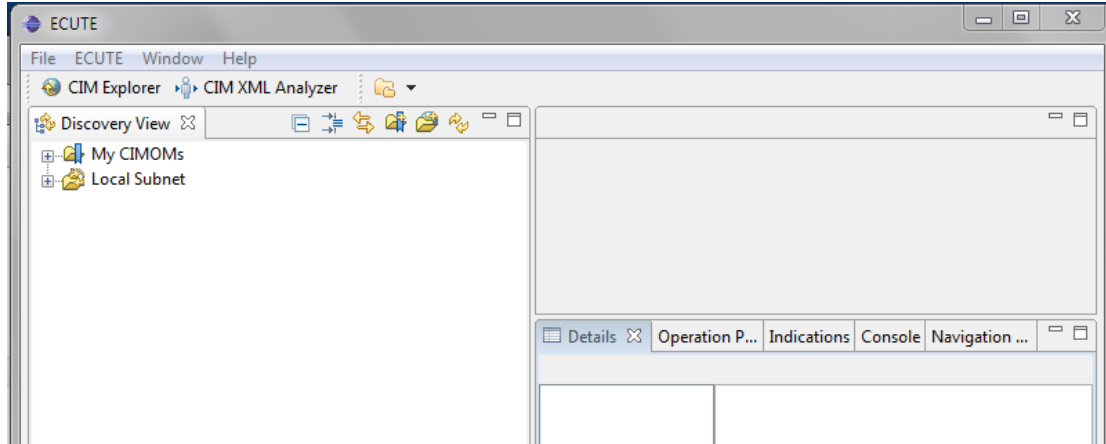 ECUTE
File ECUTE Window Help
CIM Explorer CIM XML Analyzer
Discovery View
My CIMOMs
Local Subnet
Details Operation P... Indications Console Navigation ...